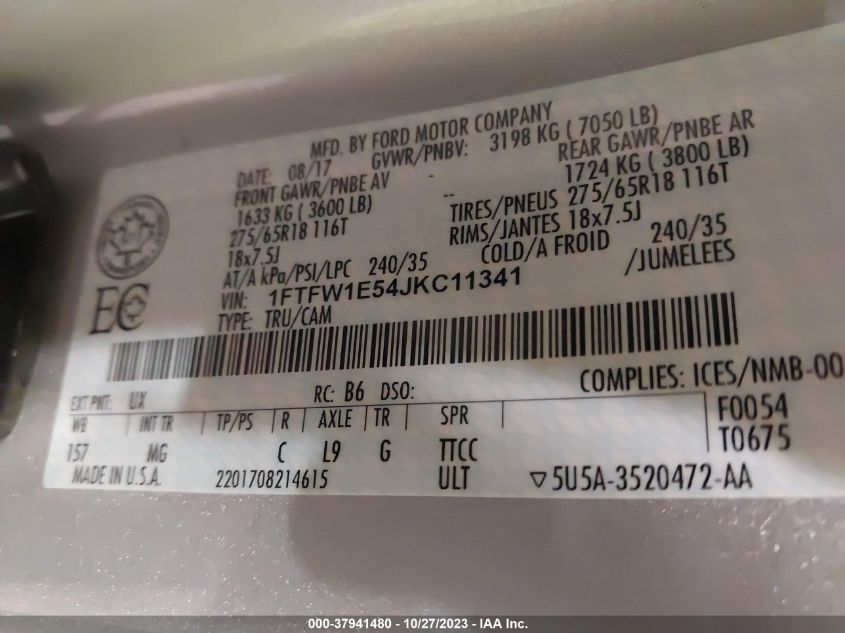 MFD. BY FORD MOTOR COMPANY
DATE: 08/17 GVWR/PNBV: 3198 KG ( 7050 LB)
FRONT GAWR/PNBE AV - REAR GAWR/PNBE AR
1633 KG ( 3600 LB) -- 1724 KG ( 3800 LB)
275/65R18 116T TIRES/PNEUS 275/65R18 116T
18x7.5J RIMS/JANTES 18x7.5J
AT/A kPa/PSI/LPC 240/35 COLD/A FROID 240/35
VIN: 1FTFW1E54JKC11341 /JUMELEES
TYPE: TRU/CAM
EC
EXT PNT: UX RC: B6 DSO: COMPLIES: ICES/NMB-00
WB INT TR TP/PS R AXLE TR SPR F0054
157 MG C L9 G TTCC T0675
MADE IN U.S.A. 2201708214615 ULT ▽5U5A-3520472-AA
000-37941480 - 10/27/2023 - IAA Inc.